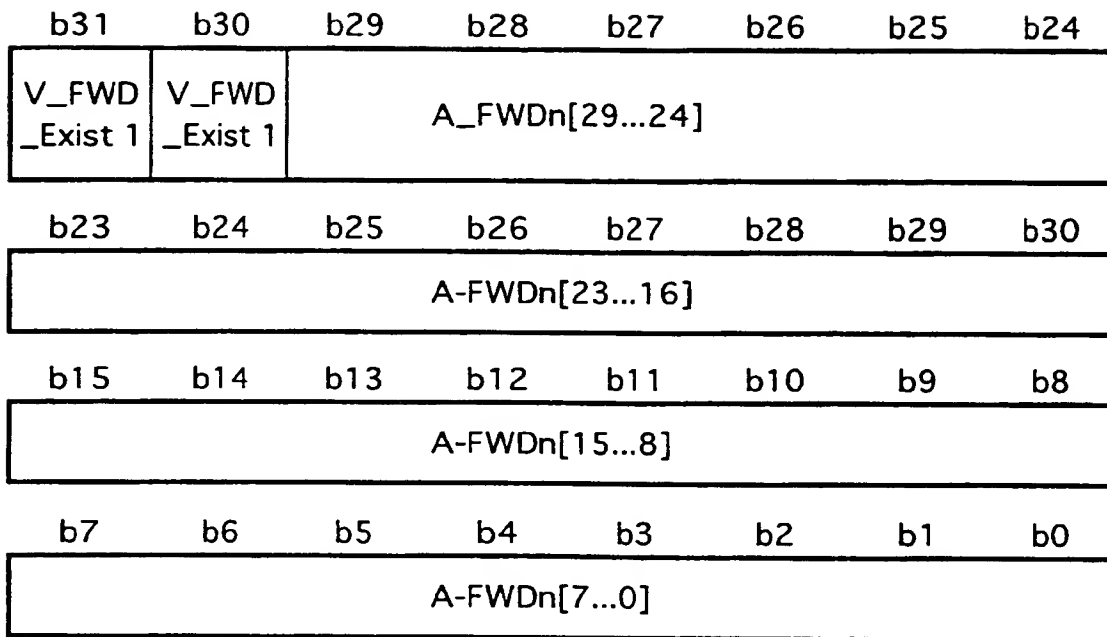 b31 b30 b29 b28 b27 b26 b25 b24
V_FWD V_FWD
_Exist 1 _Exist 1
A_FWDn[29...24]
b23 b24 b25 b26 b27 b28 b29 b30
A-FWDn[23...16]
b15 b14 b13 b12 b11 b10 b9 b8
A-FWDn[15...8]
b7 b6 b5 b4 b3 b2 b1 b0
A-FWDn[7...0]